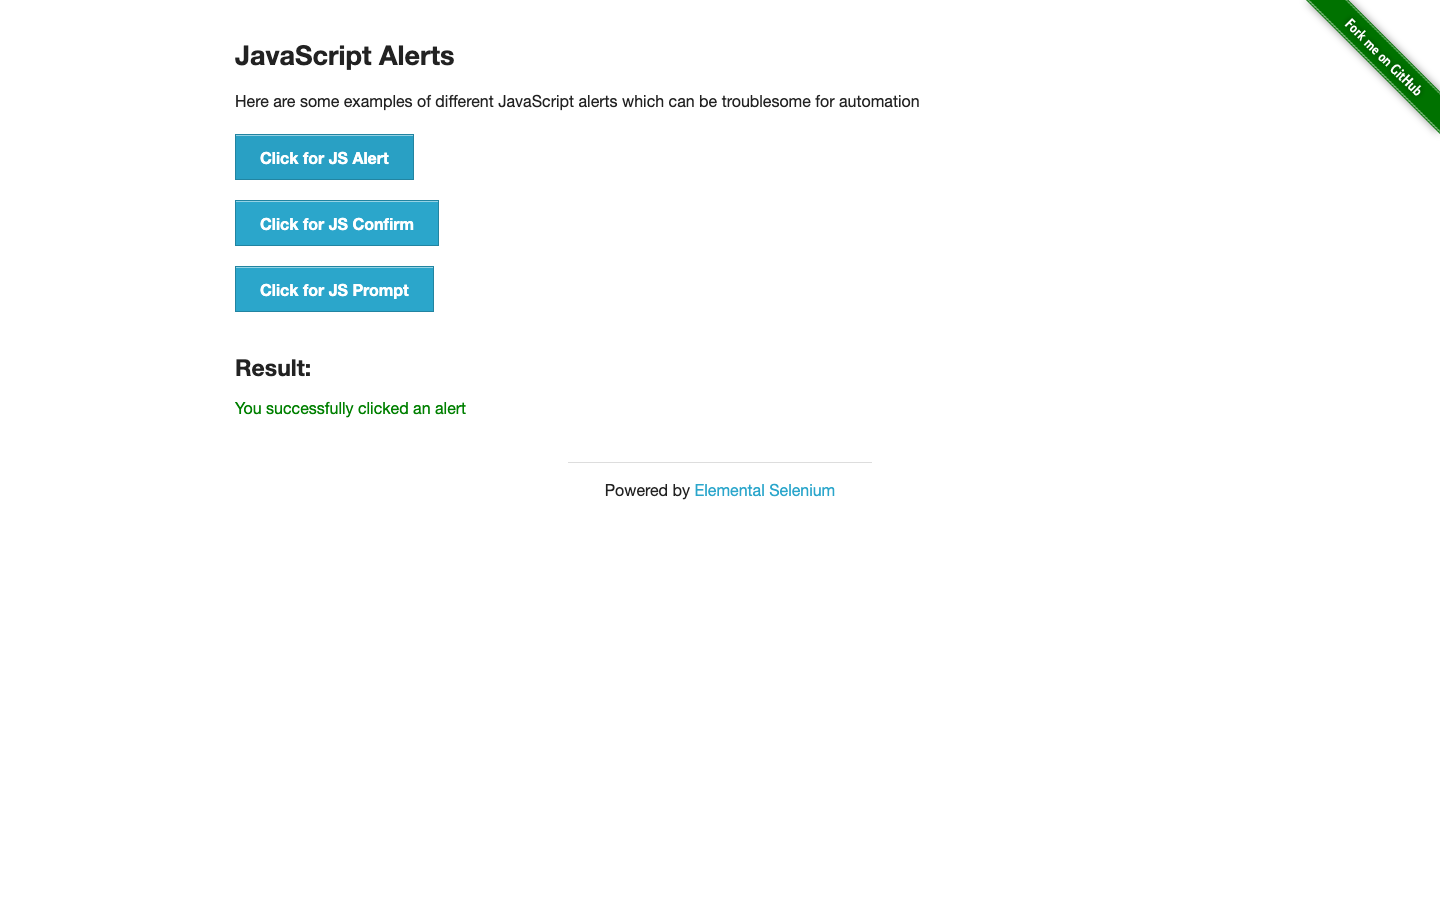 Fork me on GitHub
JavaScript Alerts
Here are some examples of different JavaScript alerts which can be troublesome for automation
Click for JS Alert
Click for JS Confirm
Click for JS Prompt
Result:
You successfully clicked an alert
Powered by Elemental Selenium